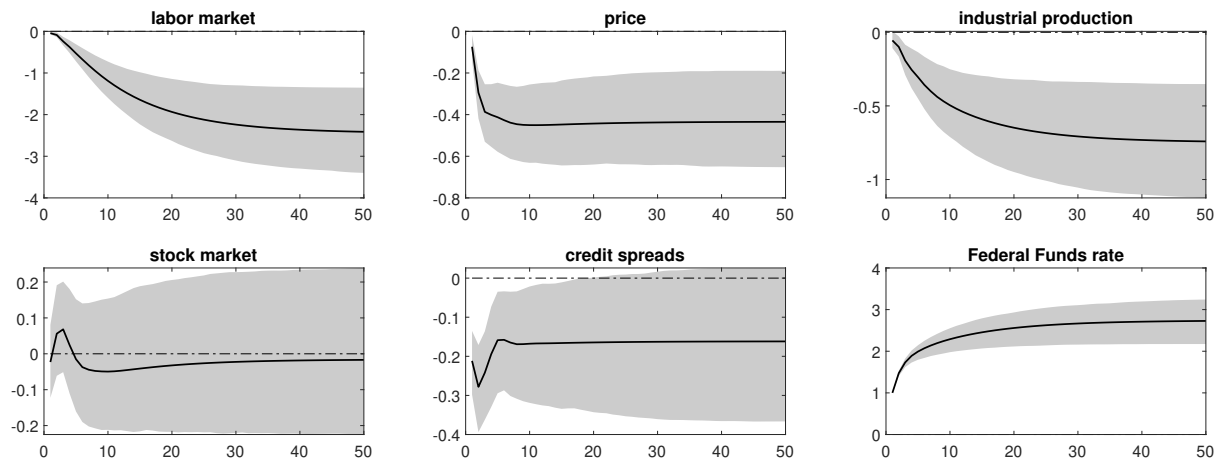 labor market
0
-1
-2
-3
-4
0 10 20 30 40 50
price
0
-0.2
-0.4
-0.6
-0.8
0 10 20 30 40 50
industrial production
0
-0.5
-1
0 10 20 30 40 50
stock market
0.2
0.1
0
-0.1
-0.2
0 10 20 30 40 50
credit spreads
0
-0.1
-0.2
-0.3
-0.4
0 10 20 30 40 50
Federal Funds rate
4
3
2
1
0
0 10 20 30 40 50